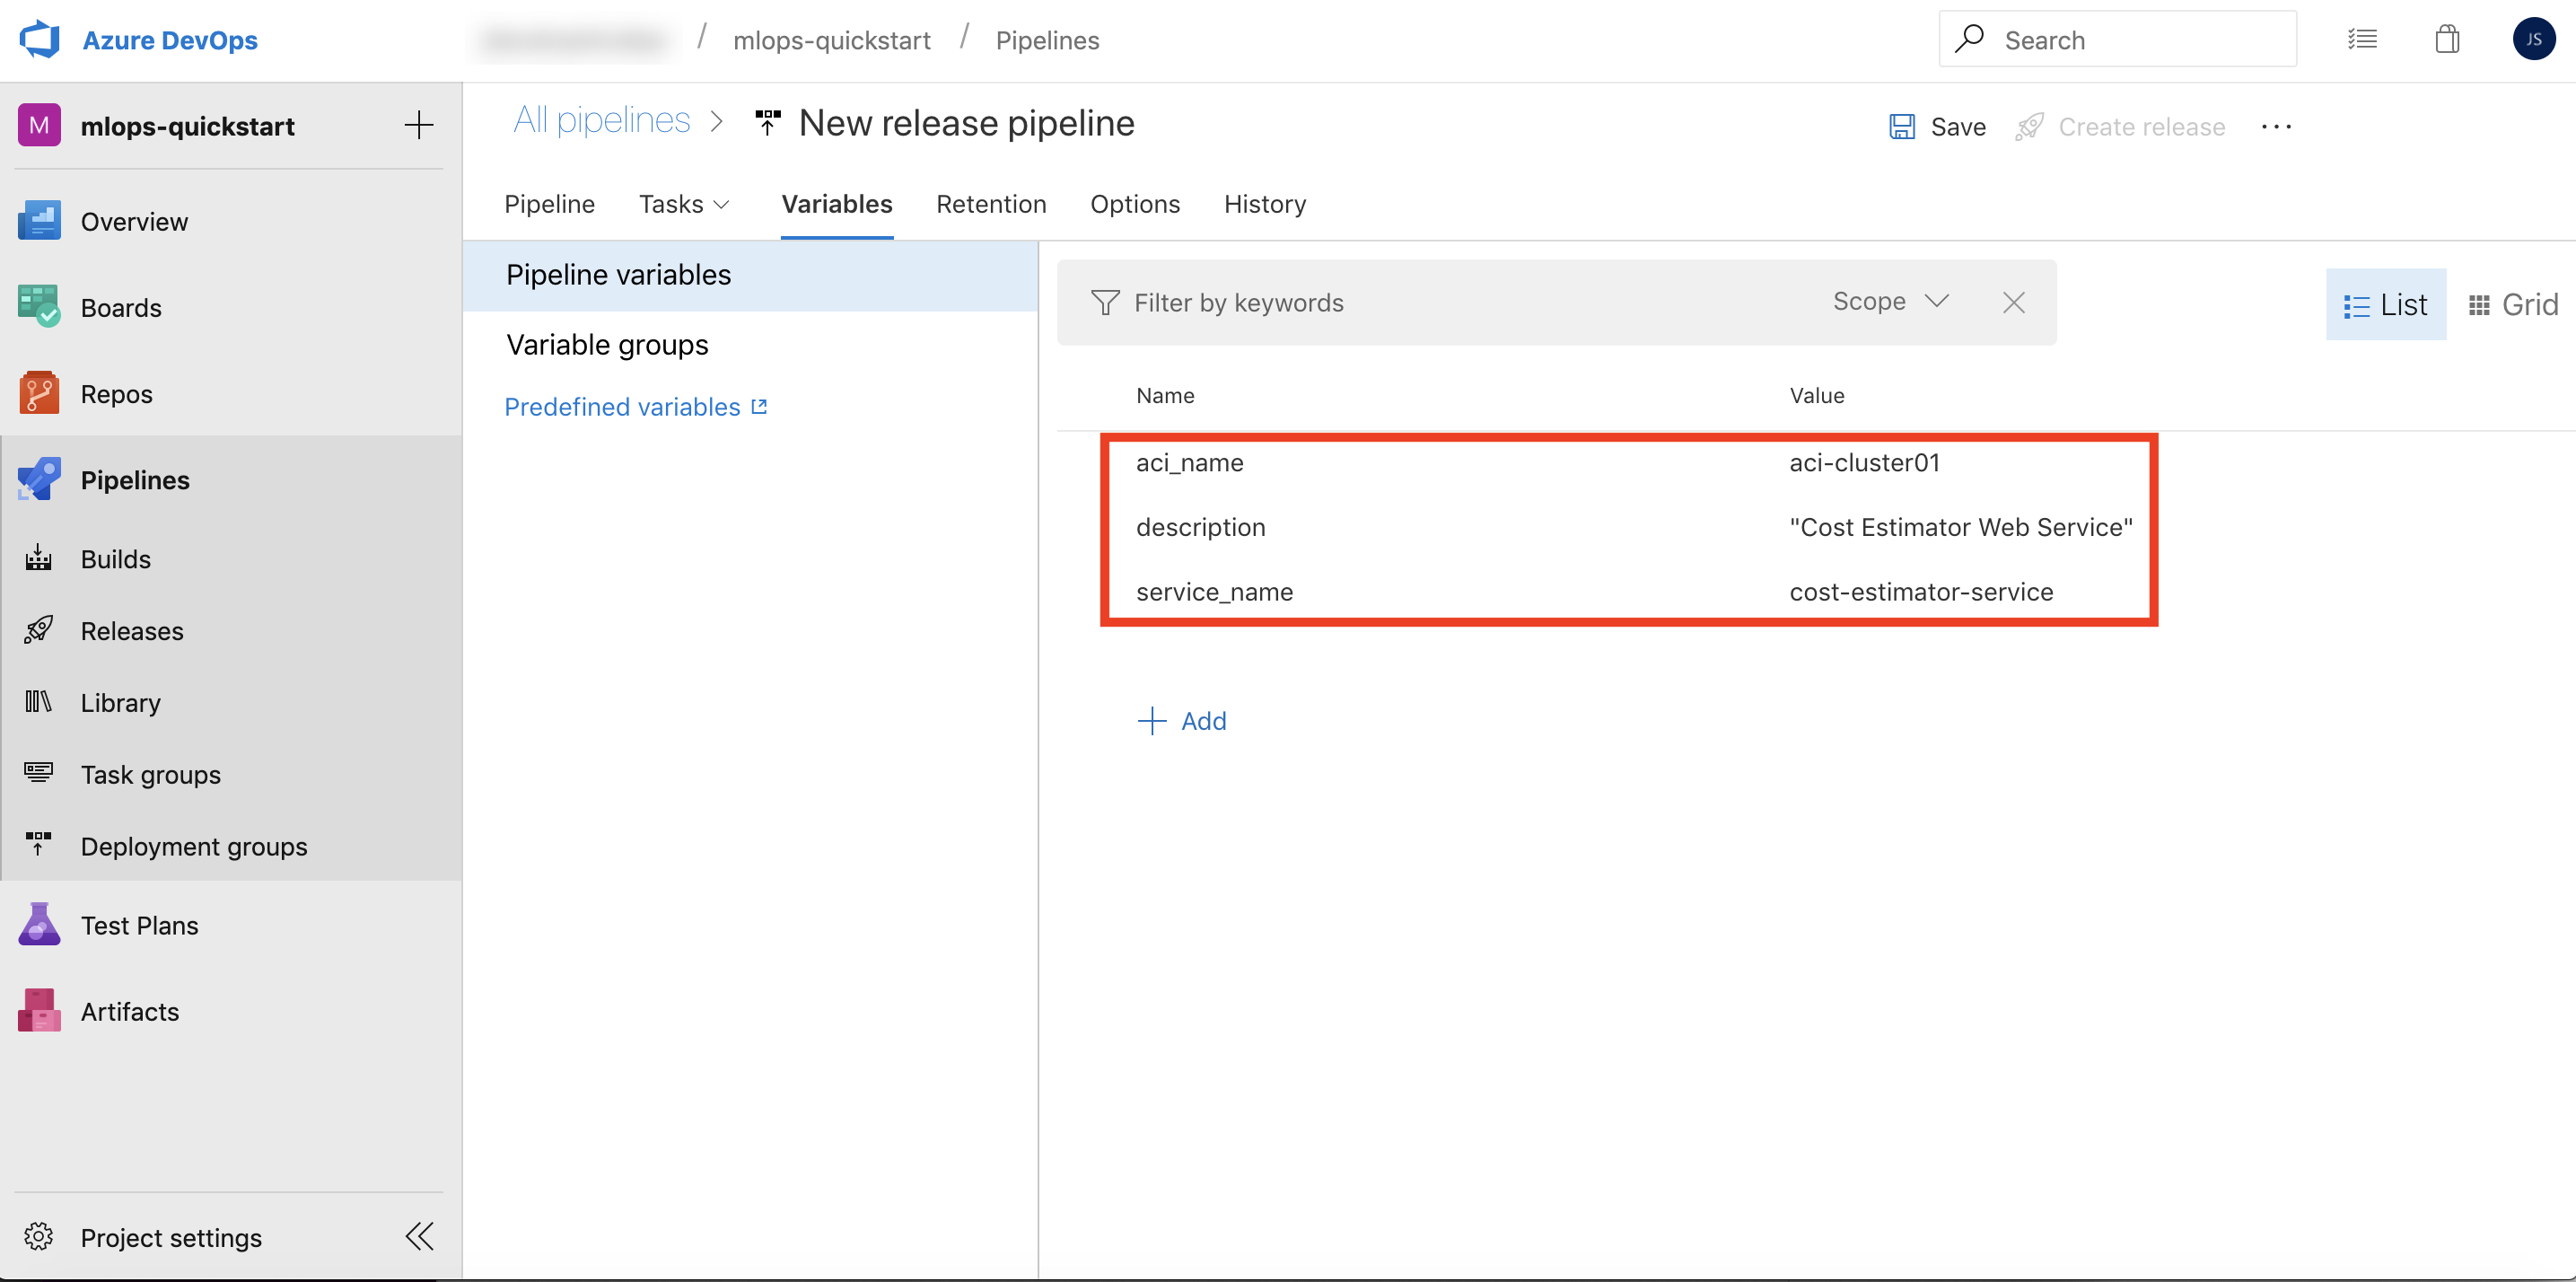 Azure DevOps
/ mlops-quickstart / Pipelines
Search
JS
M mlops-quickstart
Overview
Boards
Repos
Pipelines
Builds
Releases
Library
Task groups
Deployment groups
Test Plans
Artifacts
Project settings
All pipelines > New release pipeline
Save Create release ...
Pipeline Tasks Variables Retention Options History
Pipeline variables
Variable groups
Predefined variables
Filter by keywords Scope
List Grid
Name Value
aci_name aci-cluster01
description "Cost Estimator Web Service"
service_name cost-estimator-service
+ Add